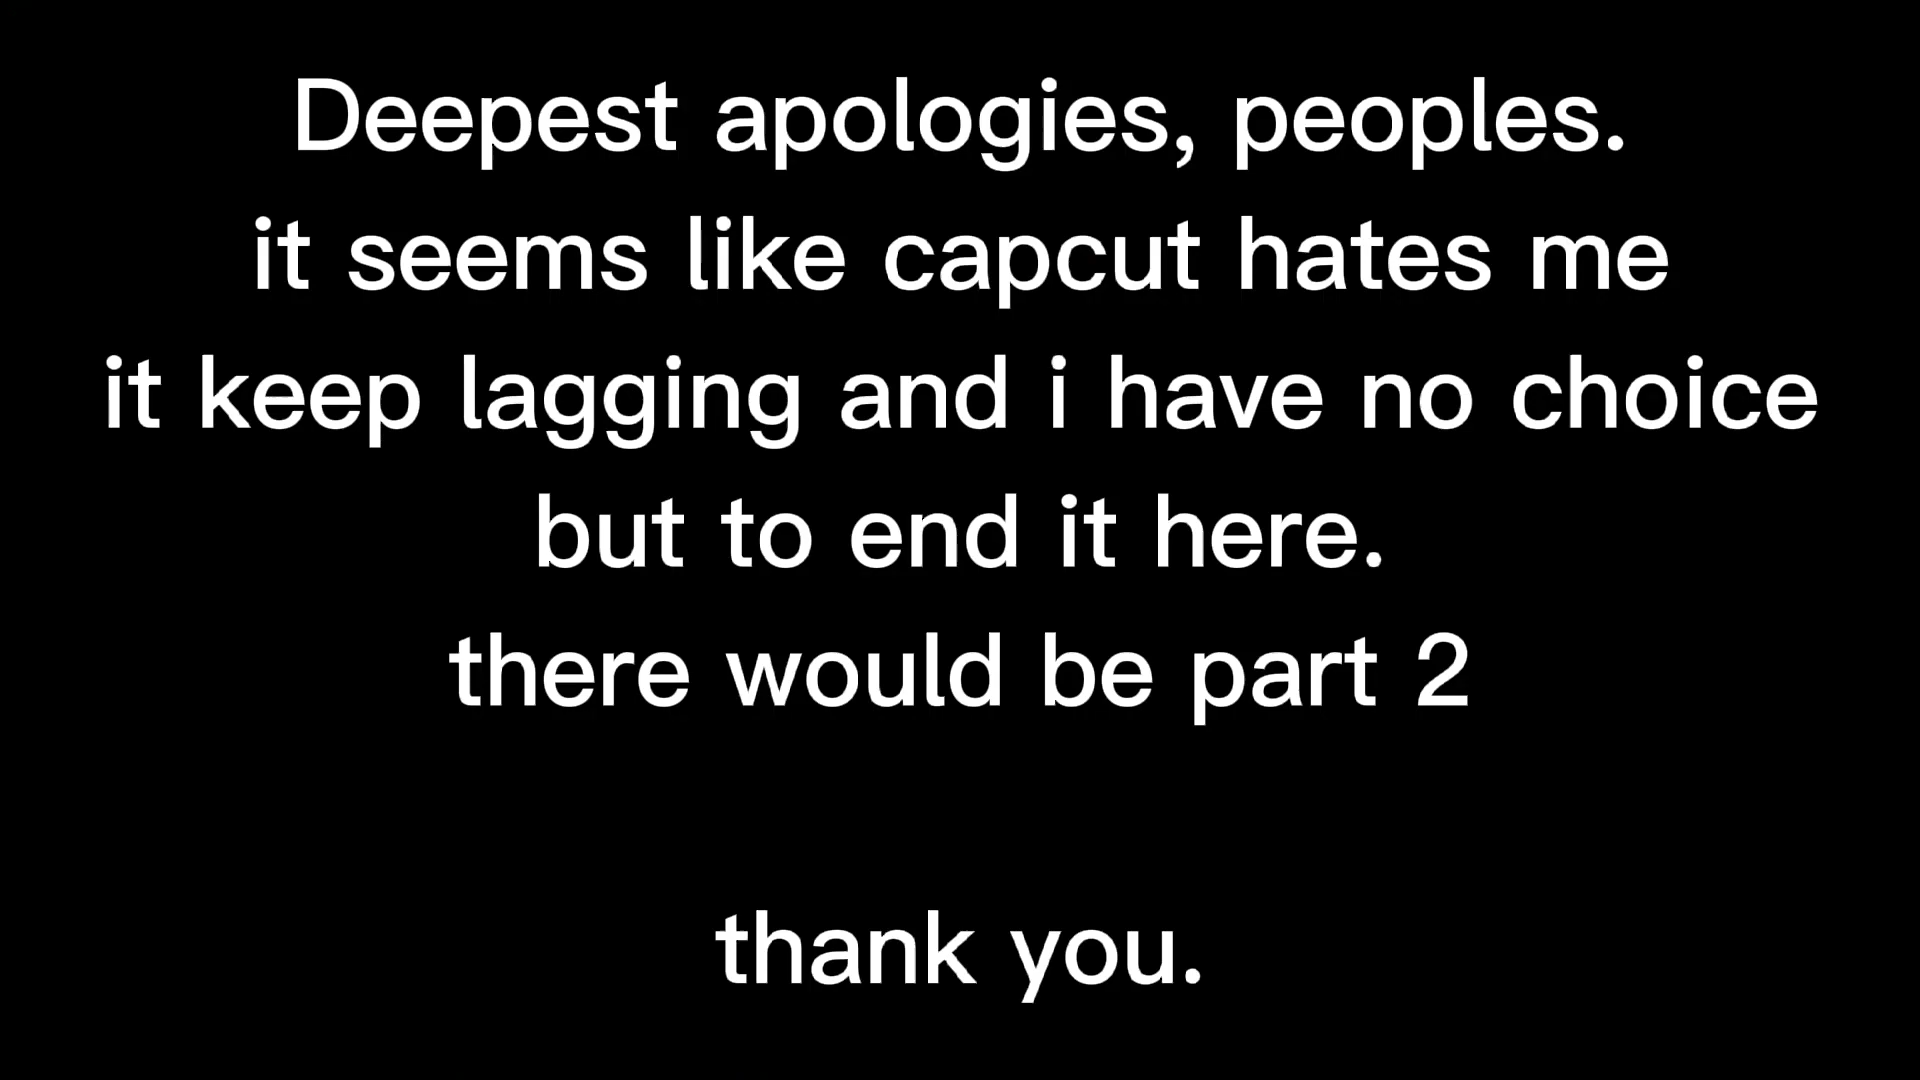 Deepest apologies, peoples.
it seems like capcut hates me
it keep lagging and i have no choice
but to end it here.
there would be part 2
thank you.